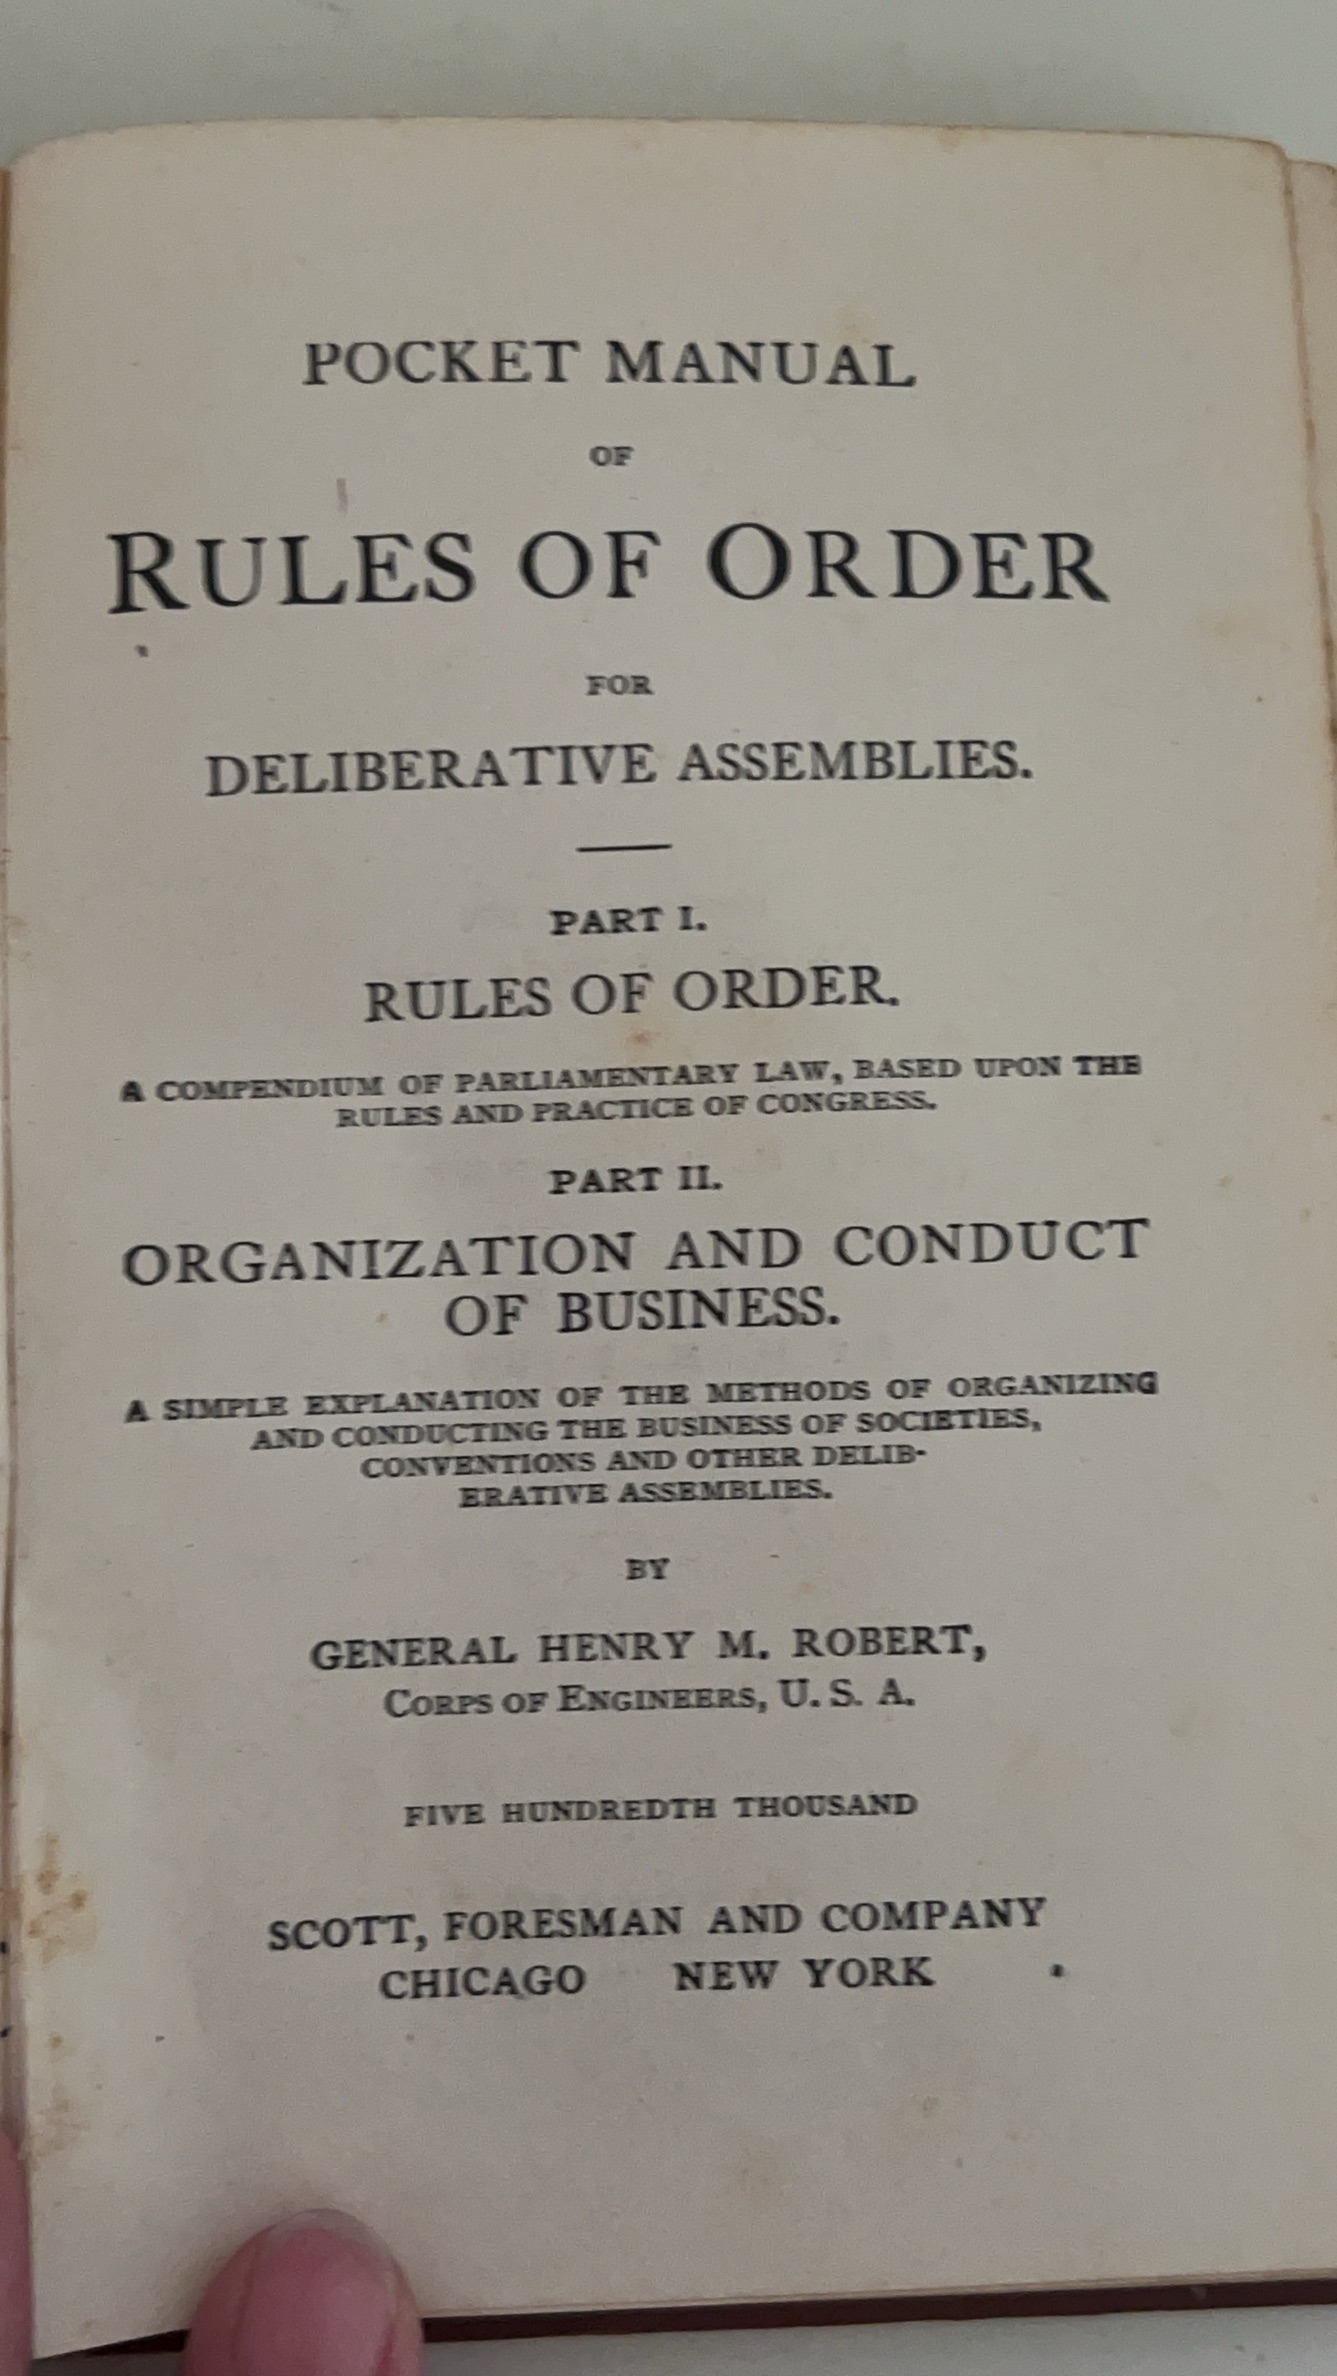 POCKET MANUAL
OF
RULES OF ORDER
FOR
DELIBERATIVE ASSEMBLIES.
PART I.
RULES OF ORDER.
A COMPENDIUM OF PARLIAMENTARY LAW, BASED UPON THE
RULES AND PRACTICE OF CONGRESS.
PART II.
ORGANIZATION AND CONDUCT
OF BUSINESS.
A SIMPLE EXPLANATION OF THE METHODS OF ORGANIZING
AND CONDUCTING THE BUSINESS OF SOCIETIES,
CONVENTIONS AND OTHER DELIB-
ERATIVE ASSEMBLIES.
BY
GENERAL HENRY M. ROBERT,
CORPS OF ENGINEERS, U. S. A.
FIVE HUNDREDTH THOUSAND
SCOTT, FORESMAN AND COMPANY
CHICAGO NEW YORK